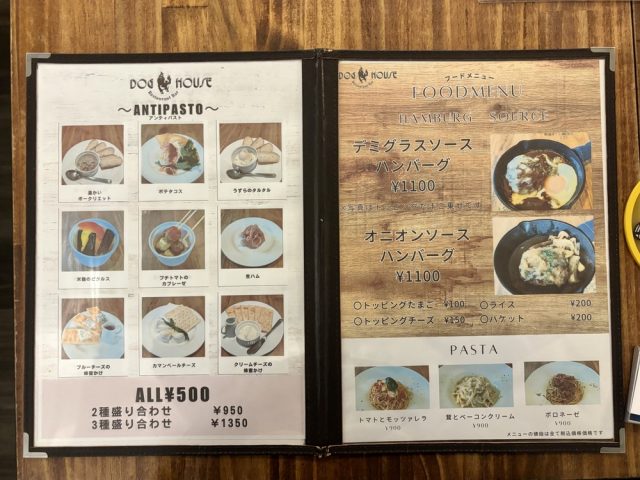 DOG HOUSE
Restaurant Bar
～ANTIPASTO～
アンティパスト
温かい
ポークリエット
ポテタコス
うずらのタルタル
米麹のピクルス
プチトマトの
カプレーゼ
生ハム
ブルーチーズの
蜂蜜かけ
カマンベールチーズ
クリームチーズの
蜂蜜かけ
ALL¥500
2種盛り合わせ ¥950
3種盛り合わせ ¥1350
DOG HOUSE
フードメニュー
FOODMENU
HAMBURG SOURCE
デミグラスソース
ハンバーグ
¥1100
オニオンソース
ハンバーグ
¥1100
○トッピングたまご ¥100 ○ライス ¥200
○トッピングチーズ ¥150 ○バケット ¥200
PASTA
トマトとモッツァレラ
¥900
茸とベーコンクリーム
¥900
ボロネーゼ
¥900
メニューの価格は全て税込価格です